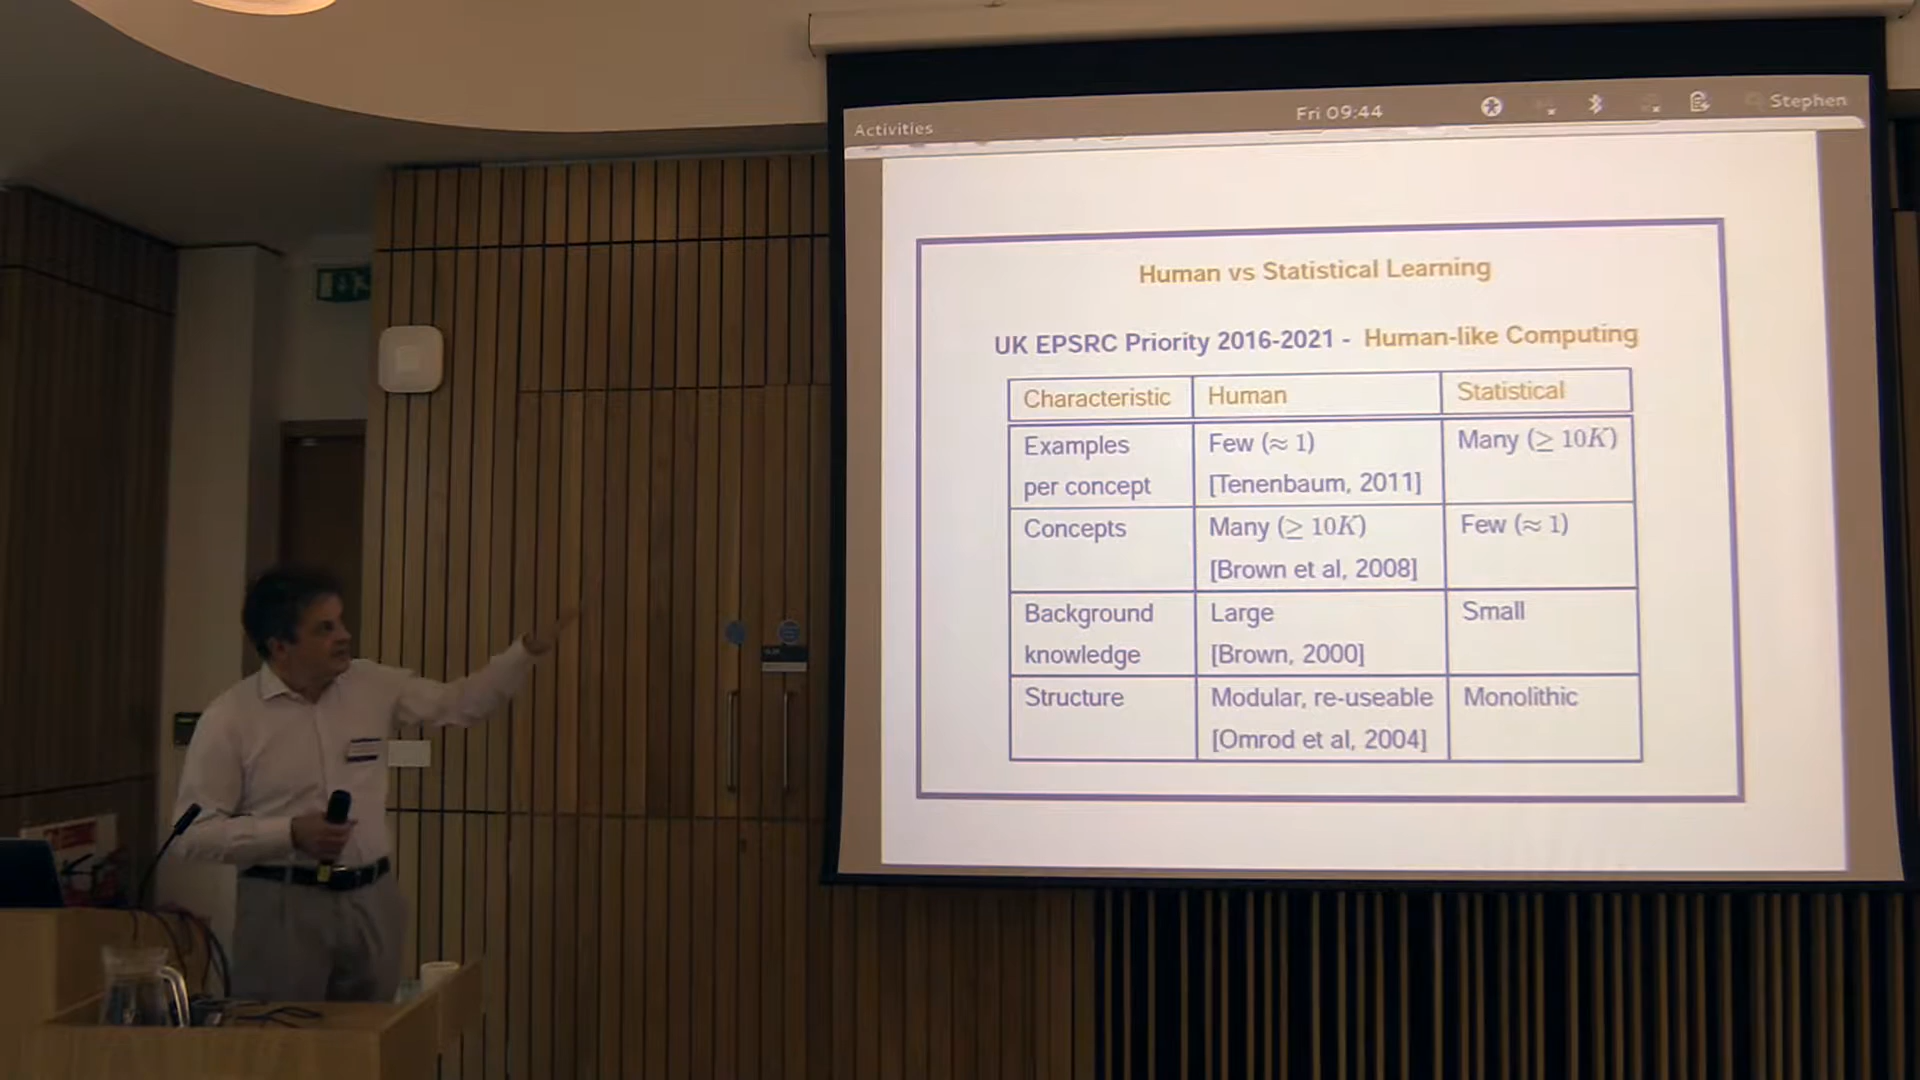 Activities Fri 09:44 Stephen
Human vs Statistical Learning
UK EPSRC Priority 2016-2021 - Human-like Computing
Characteristic Human Statistical
Examples Few (≈ 1) Many (≥ 10K)
per concept [Tenenbaum, 2011]
Concepts Many (≥ 10K) Few (≈ 1)
[Brown et al, 2008]
Background Large Small
knowledge [Brown, 2000]
Structure Modular, re-useable Monolithic
[Omrod et al, 2004]